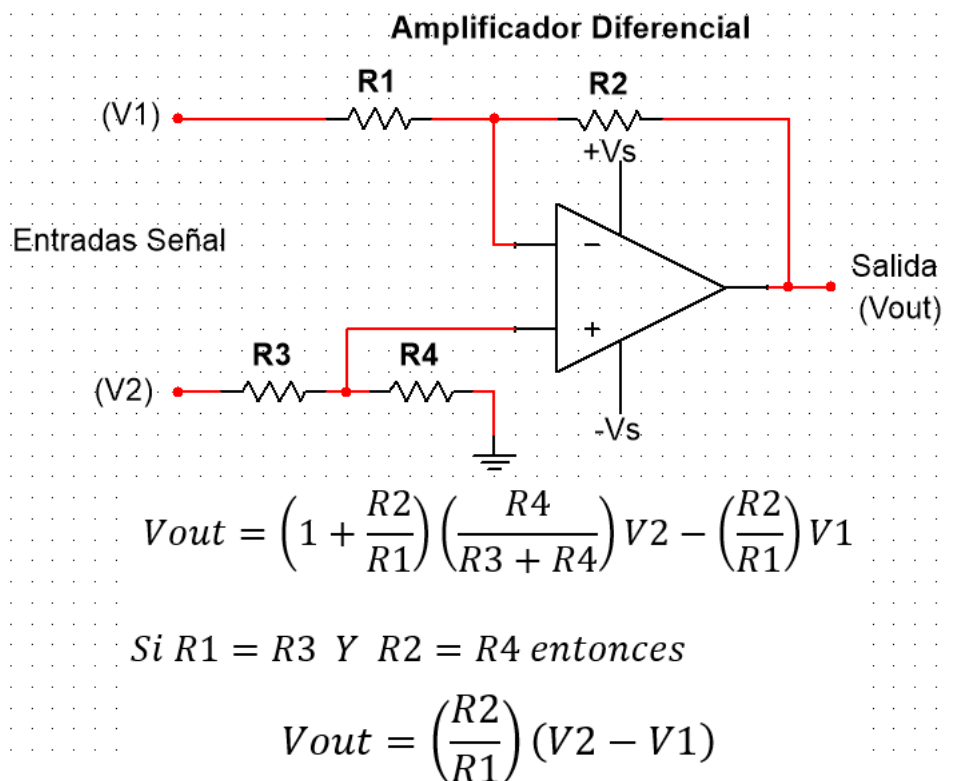 Amplificador Diferencial
R1
R2
(V1)
+Vs
−
Entradas Señal
Salida
(Vout)
+
R3
R4
(V2)
-Vs
Vout = (1 + R2/R1)(R4/(R3 + R4))V2 − (R2/R1)V1
Si R1 = R3 Y R2 = R4 entonces
Vout = (R2/R1)(V2 − V1)